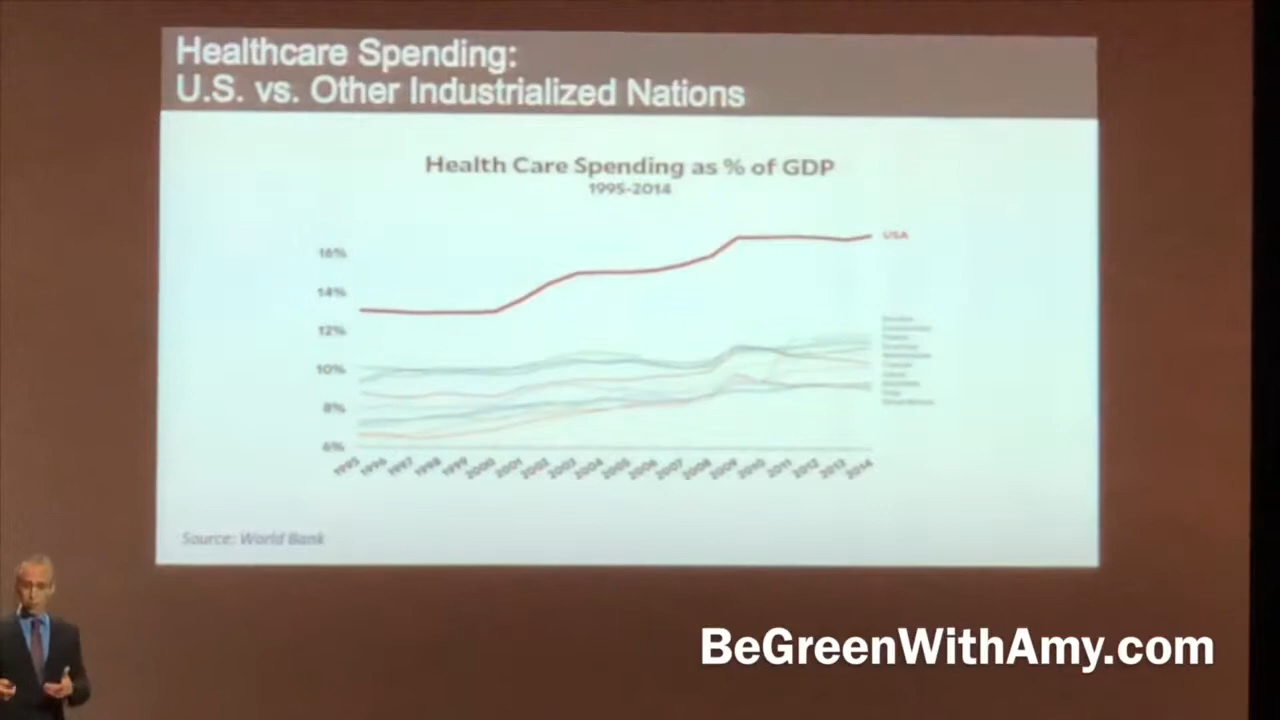 Healthcare Spending:
U.S. vs. Other Industrialized Nations
Health Care Spending as % of GDP
1995-2014
16%
14%
12%
10%
8%
6%
USA
1995 1996 1997 1998 1999 2000 2001 2002 2003 2004 2005 2006 2007 2008 2009 2010 2011 2012 2013 2014
Source: World Bank
BeGreenWithAmy.com